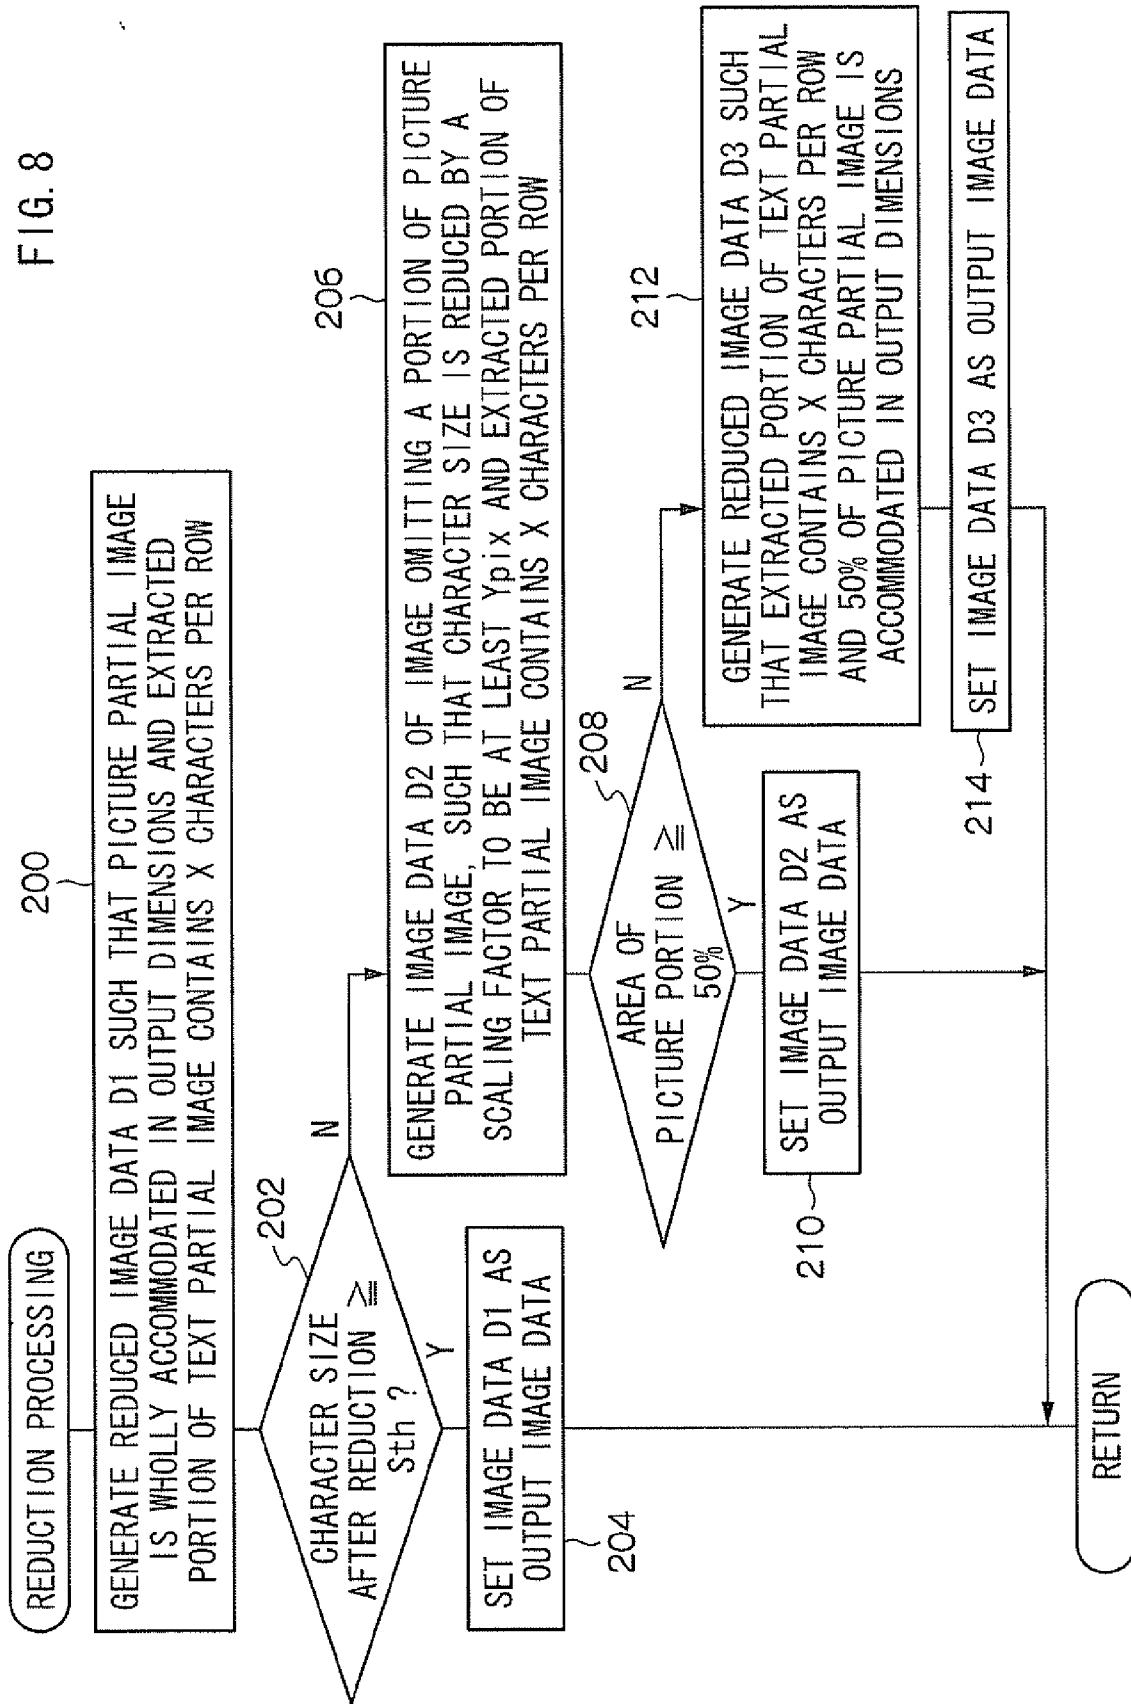 FIG. 8
REDUCTION PROCESSING
200
GENERATE REDUCED IMAGE DATA D1 SUCH THAT PICTURE PARTIAL IMAGE
IS WHOLLY ACCOMMODATED IN OUTPUT DIMENSIONS AND EXTRACTED
PORTION OF TEXT PARTIAL IMAGE CONTAINS X CHARACTERS PER ROW
202
CHARACTER SIZE
AFTER REDUCTION ≧
Sth ?
N
Y
SET IMAGE DATA D1 AS
OUTPUT IMAGE DATA
204
206
GENERATE IMAGE DATA D2 OF IMAGE OMITTING A PORTION OF PICTURE
PARTIAL IMAGE, SUCH THAT CHARACTER SIZE IS REDUCED BY A
SCALING FACTOR TO BE AT LEAST Ypix AND EXTRACTED PORTION OF
TEXT PARTIAL IMAGE CONTAINS X CHARACTERS PER ROW
208
AREA OF
PICTURE PORTION ≧
50%
N
Y
SET IMAGE DATA D2 AS
OUTPUT IMAGE DATA
210
212
GENERATE REDUCED IMAGE DATA D3 SUCH
THAT EXTRACTED PORTION OF TEXT PARTIAL
IMAGE CONTAINS X CHARACTERS PER ROW
AND 50% OF PICTURE PARTIAL IMAGE IS
ACCOMMODATED IN OUTPUT DIMENSIONS
SET IMAGE DATA D3 AS OUTPUT IMAGE DATA
214
RETURN